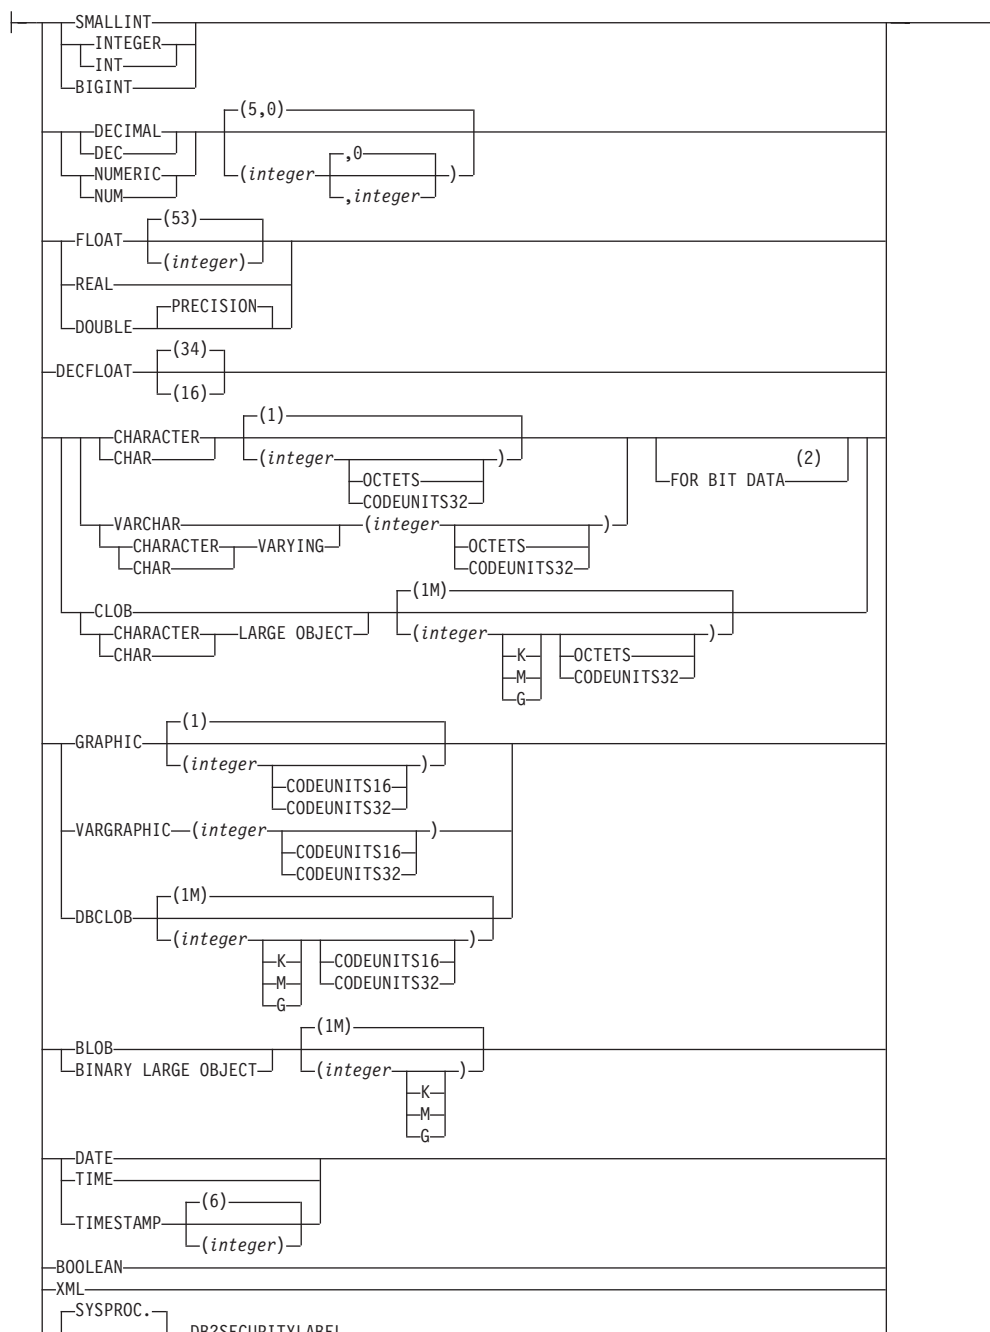 SMALLINT
INTEGER
INT
BIGINT
(5,0)
DECIMAL
DEC
,0
NUMERIC
(integer )
NUM
,integer
(53)
FLOAT
(integer)
REAL
PRECISION
DOUBLE
(34)
DECFLOAT
(16)
(1)
CHARACTER
(2)
CHAR
(integer )
FOR BIT DATA
OCTETS
CODEUNITS32
VARCHAR
(integer )
CHARACTER VARYING
OCTETS
CHAR
CODEUNITS32
(1M)
CLOB
CHARACTER LARGE OBJECT
(integer )
CHAR
K
OCTETS
M
CODEUNITS32
G
(1)
GRAPHIC
(integer )
CODEUNITS16
CODEUNITS32
VARGRAPHIC (integer )
CODEUNITS16
CODEUNITS32
(1M)
DBCLOB
(integer )
K
CODEUNITS16
M
CODEUNITS32
G
(1M)
BLOB
BINARY LARGE OBJECT
(integer )
K
M
G
DATE
TIME
(6)
TIMESTAMP
(integer)
BOOLEAN
XML
SYSPROC.
DB2SECURITYLABEL